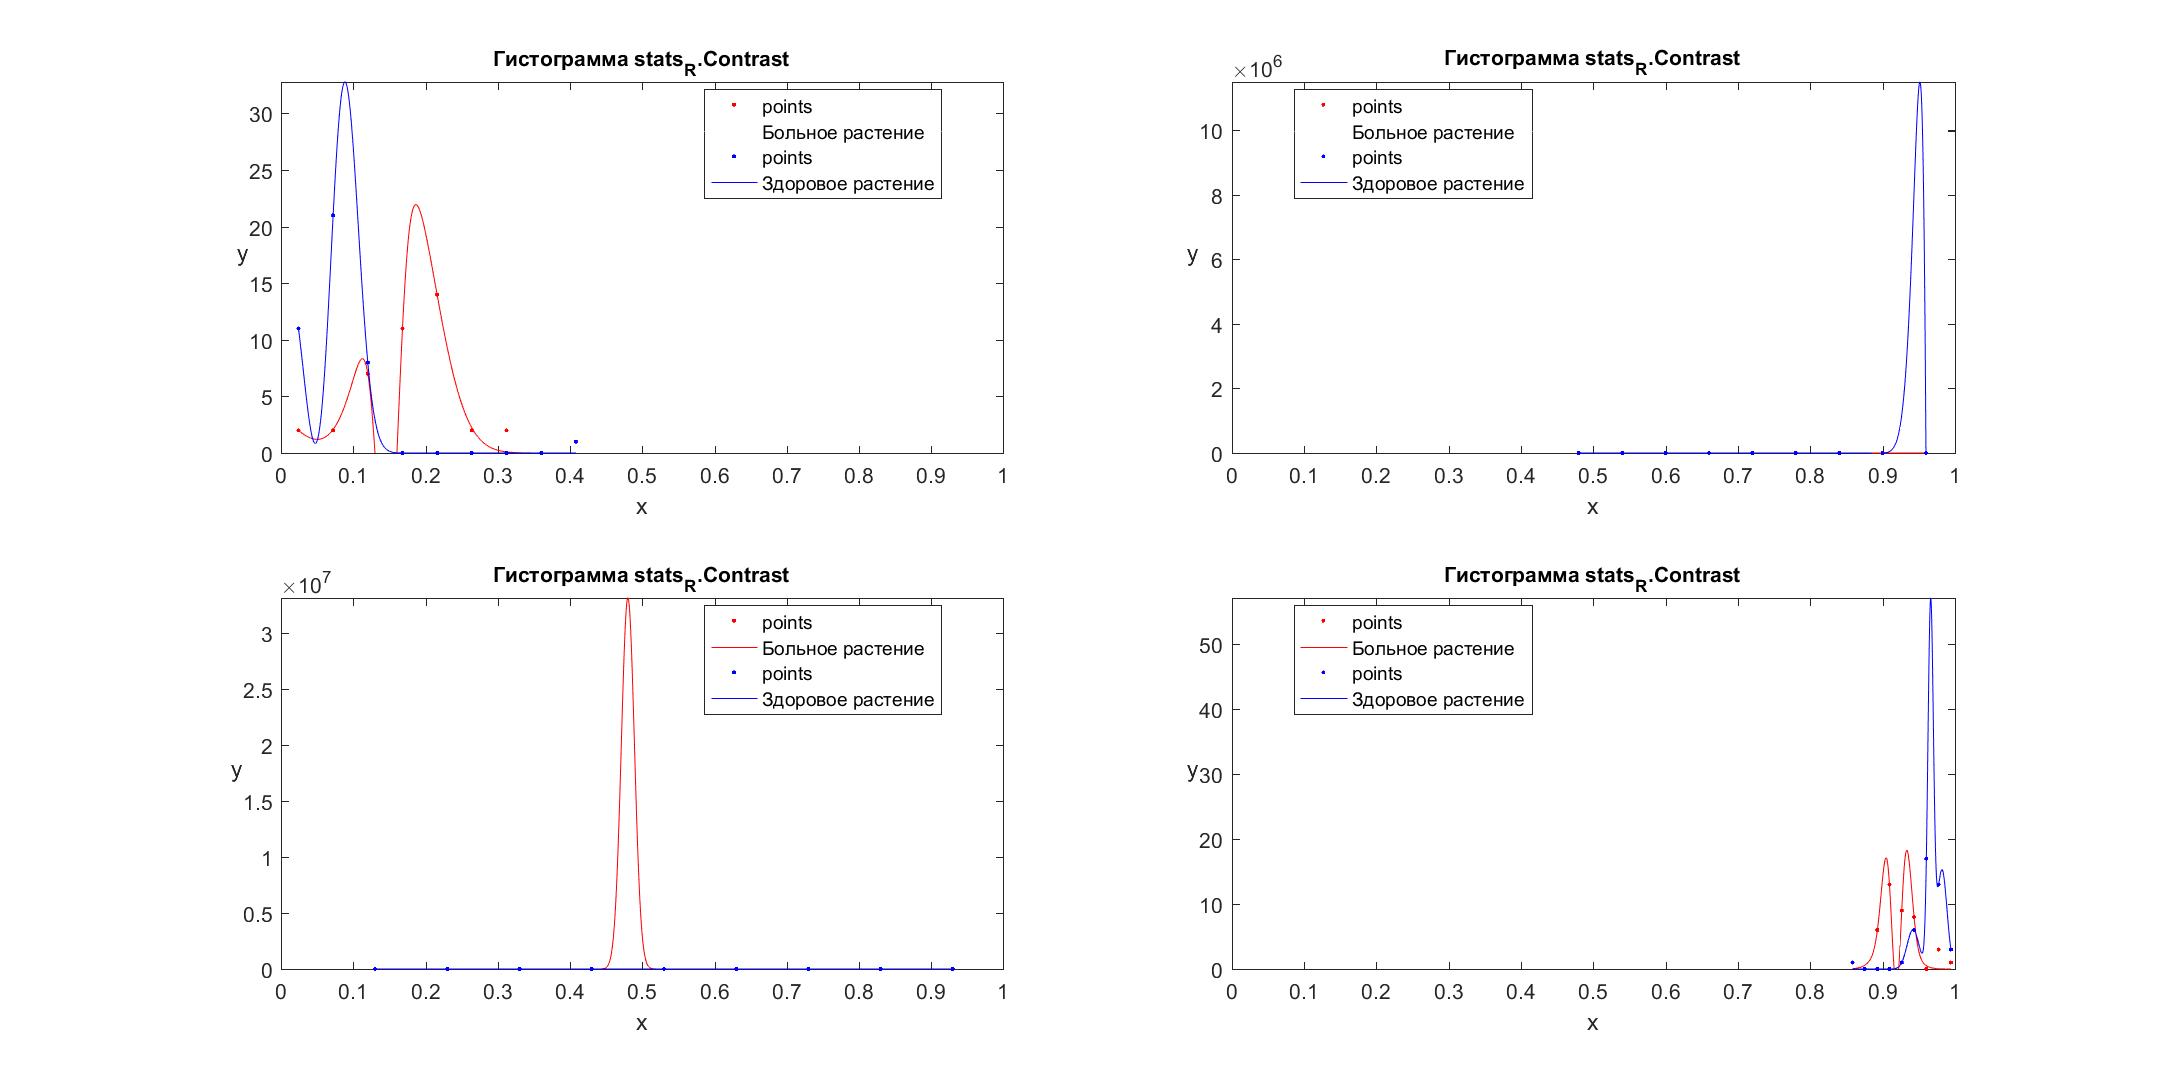 Гистограмма stats_R.Contrast
30
25
20
15
10
5
0
y
points
Больное растение
points
Здоровое растение
0 0.1 0.2 0.3 0.4 0.5 0.6 0.7 0.8 0.9 1
x
Гистограмма stats_R.Contrast
×10^6
10
8
6
4
2
0
y
points
Больное растение
points
Здоровое растение
0 0.1 0.2 0.3 0.4 0.5 0.6 0.7 0.8 0.9 1
x
Гистограмма stats_R.Contrast
×10^7
3
2.5
2
1.5
1
0.5
0
y
points
Больное растение
points
Здоровое растение
0 0.1 0.2 0.3 0.4 0.5 0.6 0.7 0.8 0.9 1
x
Гистограмма stats_R.Contrast
50
40
30
20
10
0
y
points
Больное растение
points
Здоровое растение
0 0.1 0.2 0.3 0.4 0.5 0.6 0.7 0.8 0.9 1
x